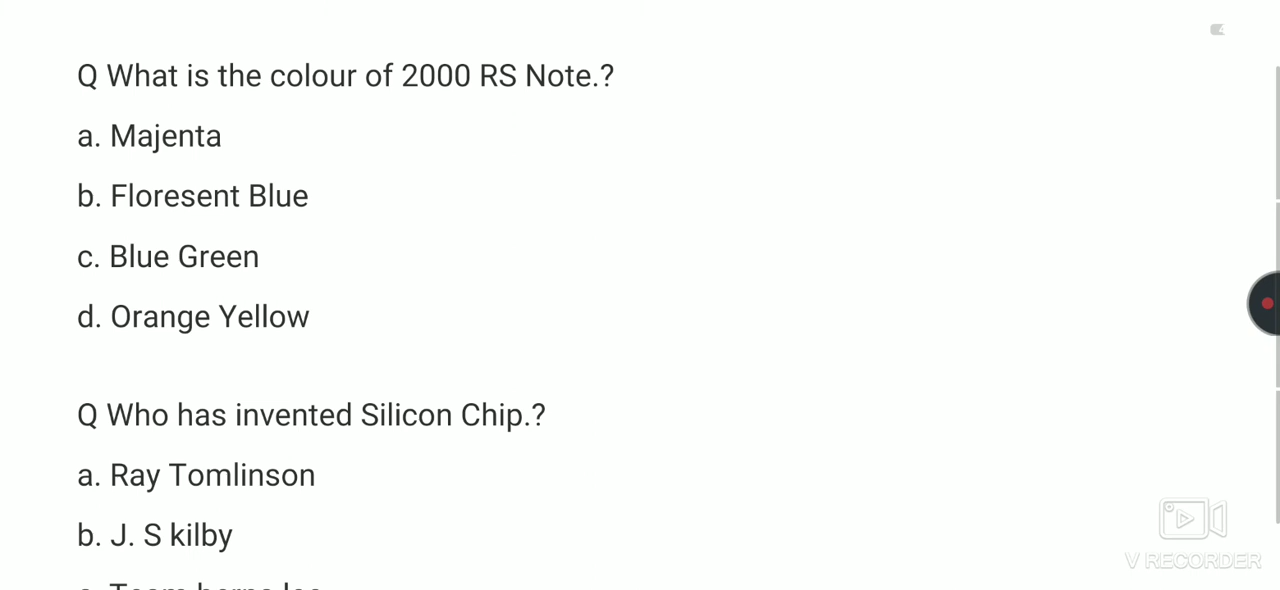 Q What is the colour of 2000 RS Note.?
a. Majenta
b. Floresent Blue
c. Blue Green
d. Orange Yellow
Q Who has invented Silicon Chip.?
a. Ray Tomlinson
b. J. S kilby
V RECORDER